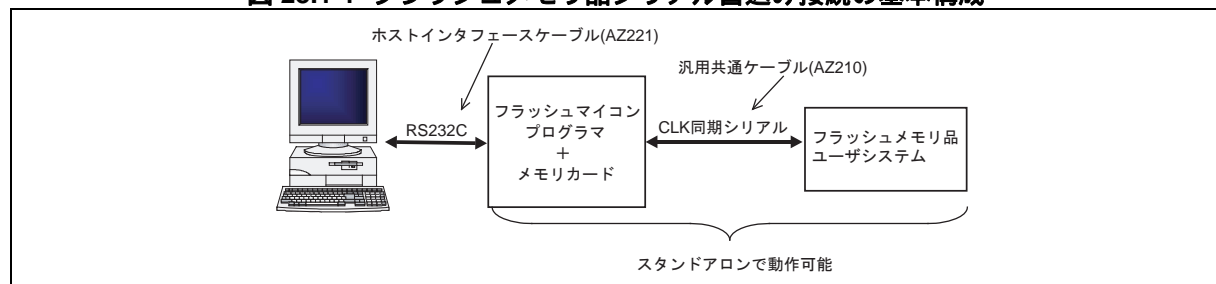 ホストインタフェースケーブル(AZ221)
汎用共通ケーブル(AZ210)
RS232C
フラッシュマイコン
プログラマ
+
メモリカード
CLK同期シリアル
フラッシュメモリ品
ユーザシステム
スタンドアロンで動作可能